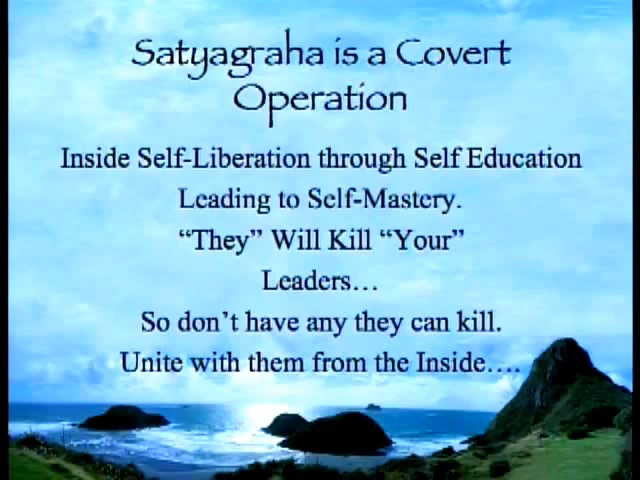 Satyagraha is a Covert
Operation
Inside Self-Liberation through Self Education
Leading to Self-Mastery.
“They” Will Kill “Your”
Leaders…
So don’t have any they can kill.
Unite with them from the Inside….